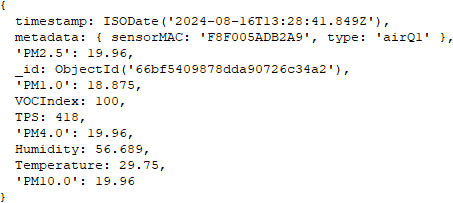 {
timestamp: ISODate('2024-08-16T13:28:41.849Z'),
metadata: { sensorMAC: 'F8F005ADB2A9', type: 'airQ1' },
'PM2.5': 19.96,
_id: ObjectId('66bf5409878dda90726c34a2'),
'PM1.0': 18.875,
VOCIndex: 100,
TPS: 418,
'PM4.0': 19.96,
Humidity: 56.689,
Temperature: 29.75,
'PM10.0': 19.96
}